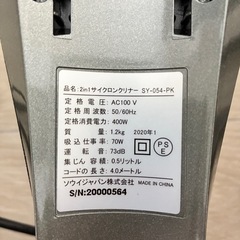 品名:2in1サイクロンクリナー SY-054-PK
定格電圧:AC100 V
定格周波数:50/60Hz
定格消費電力:400W
質量:1.2kg 2020年1
吸込仕事率:70W
運転音:73dB
集じん容積:0.5リットル
コードの長さ:4.0メートル
PSE
ソウイジャパン株式会社 MADE IN CHINA
S/N:20000564